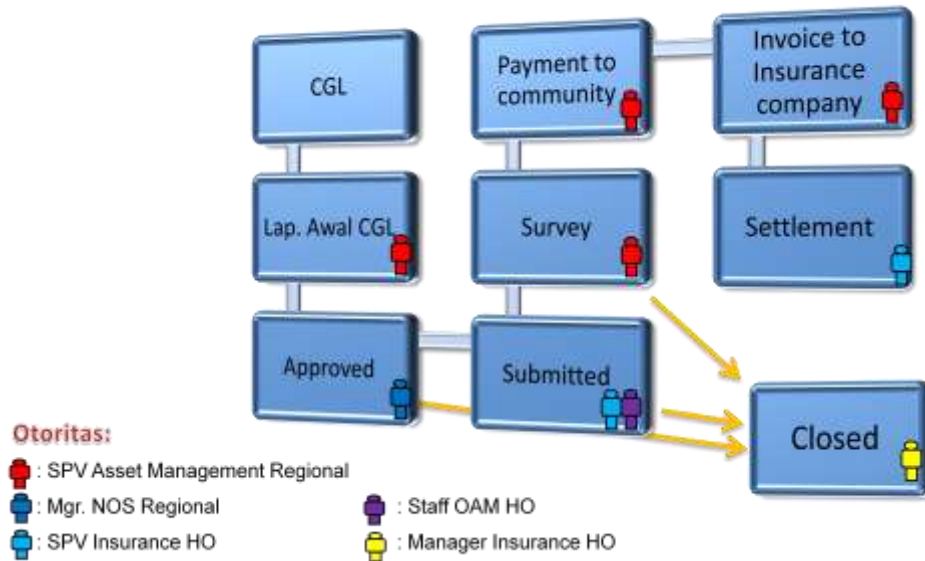 CGL
Payment to
community
Invoice to
Insurance
company
Lap. Awal CGL
Survey
Settlement
Approved
Submitted
Closed
Otoritas:
: SPV Asset Management Regional
: Mgr. NOS Regional
: Staff OAM HO
: SPV Insurance HO
: Manager Insurance HO